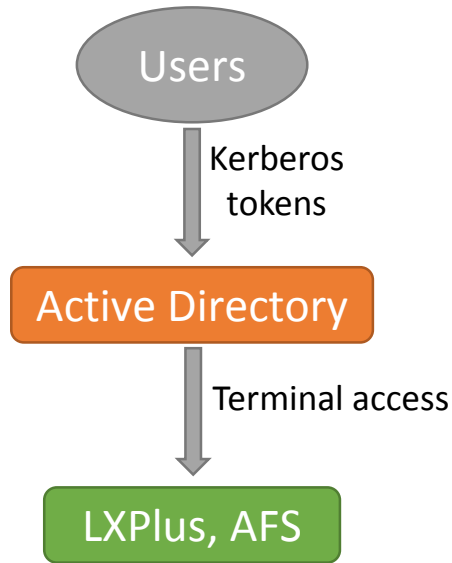 Users
Kerberos
tokens
Active Directory
Terminal access
LXPlus, AFS